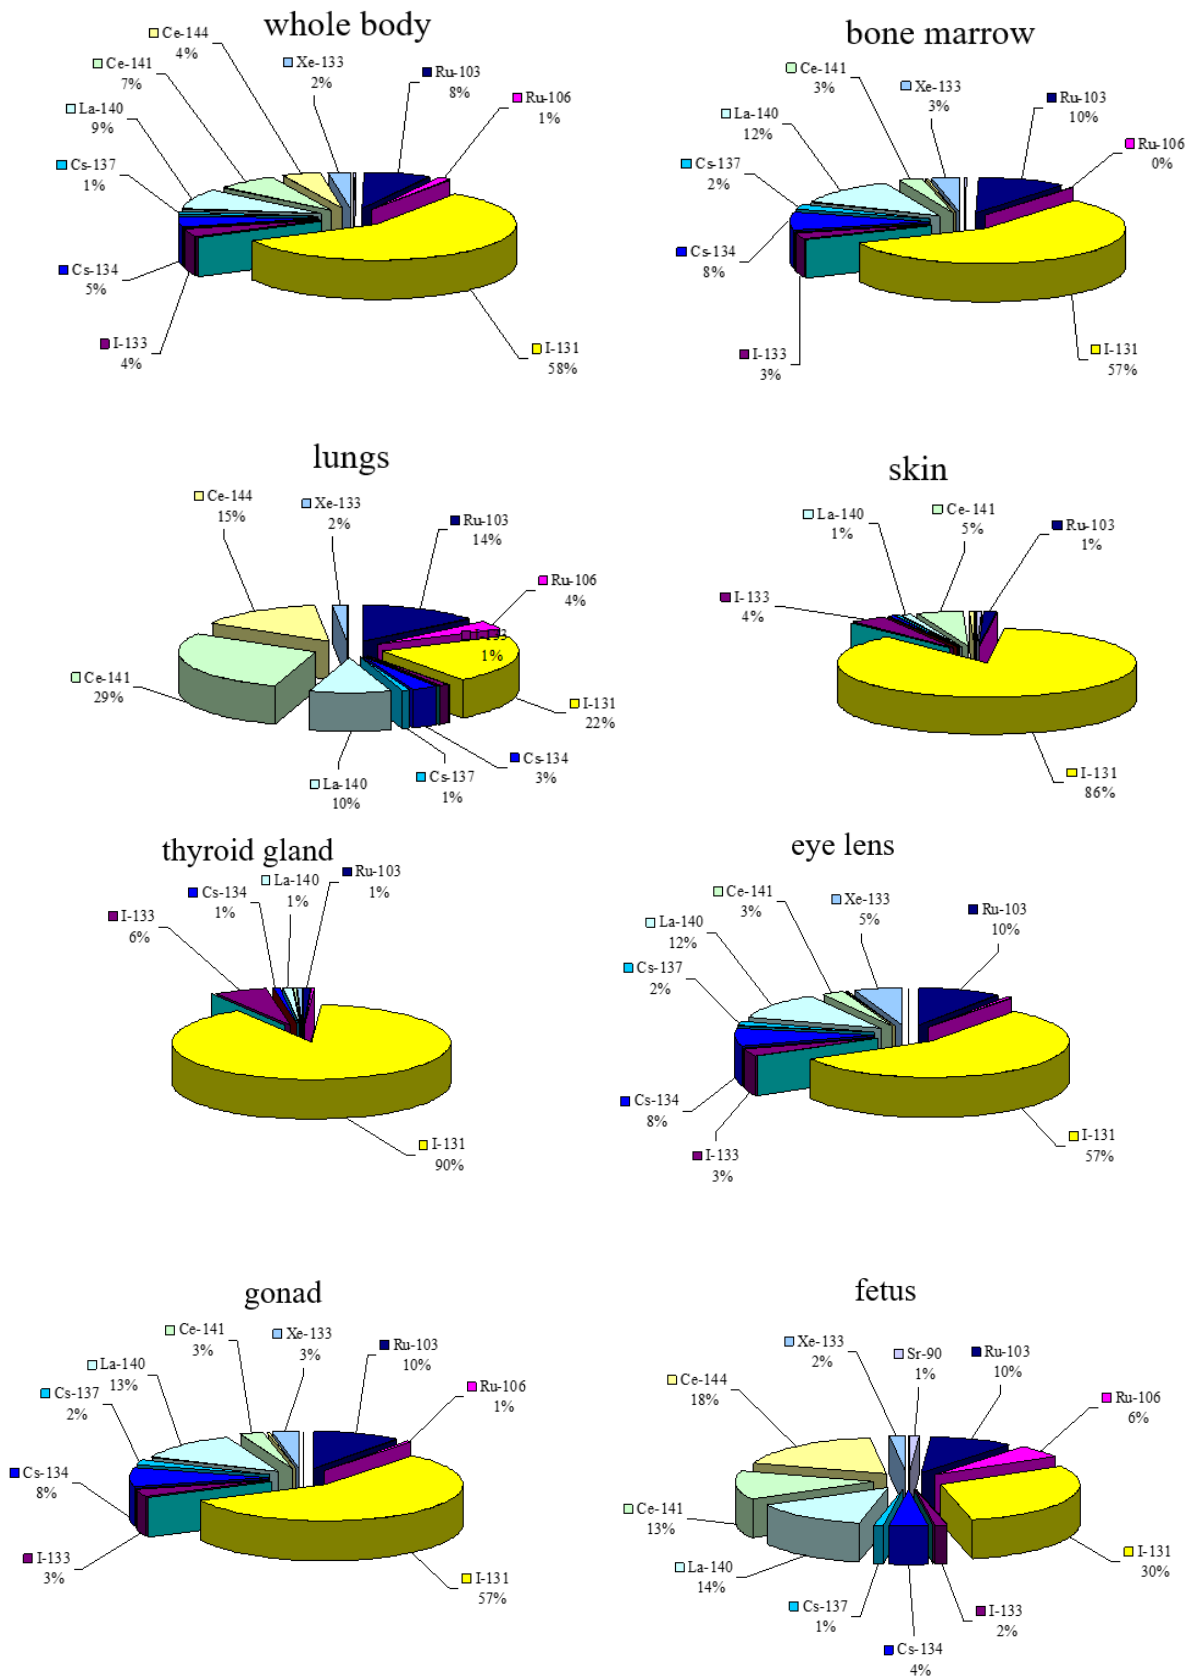 whole body
Ce-144
4%
Xe-133
2%
Ru-103
8%
Ce-141
7%
Ru-106
1%
La-140
9%
Cs-137
1%
Cs-134
5%
I-133
4%
I-131
58%
bone marrow
Ce-141
3%
Xe-133
3%
Ru-103
10%
La-140
12%
Ru-106
0%
Cs-137
2%
Cs-134
8%
I-133
3%
I-131
57%
lungs
Ce-144
15%
Xe-133
2%
Ru-103
14%
Ru-106
4%
1%
Ce-141
29%
I-131
22%
Cs-134
3%
Cs-137
1%
La-140
10%
skin
La-140
1%
Ce-141
5%
Ru-103
1%
I-133
4%
I-131
86%
thyroid gland
Ru-103
1%
La-140
1%
Cs-134
1%
I-133
6%
I-131
90%
eye lens
Ce-141
3%
Xe-133
5%
Ru-103
10%
La-140
12%
Cs-137
2%
Cs-134
8%
I-133
3%
I-131
57%
gonad
Ce-141
3%
Xe-133
3%
Ru-103
10%
La-140
13%
Ru-106
1%
Cs-137
2%
Cs-134
8%
I-133
3%
I-131
57%
fetus
Xe-133
2%
Sr-90
1%
Ru-103
10%
Ce-144
18%
Ru-106
6%
Ce-141
13%
I-131
30%
La-140
14%
Cs-137
1%
I-133
2%
Cs-134
4%